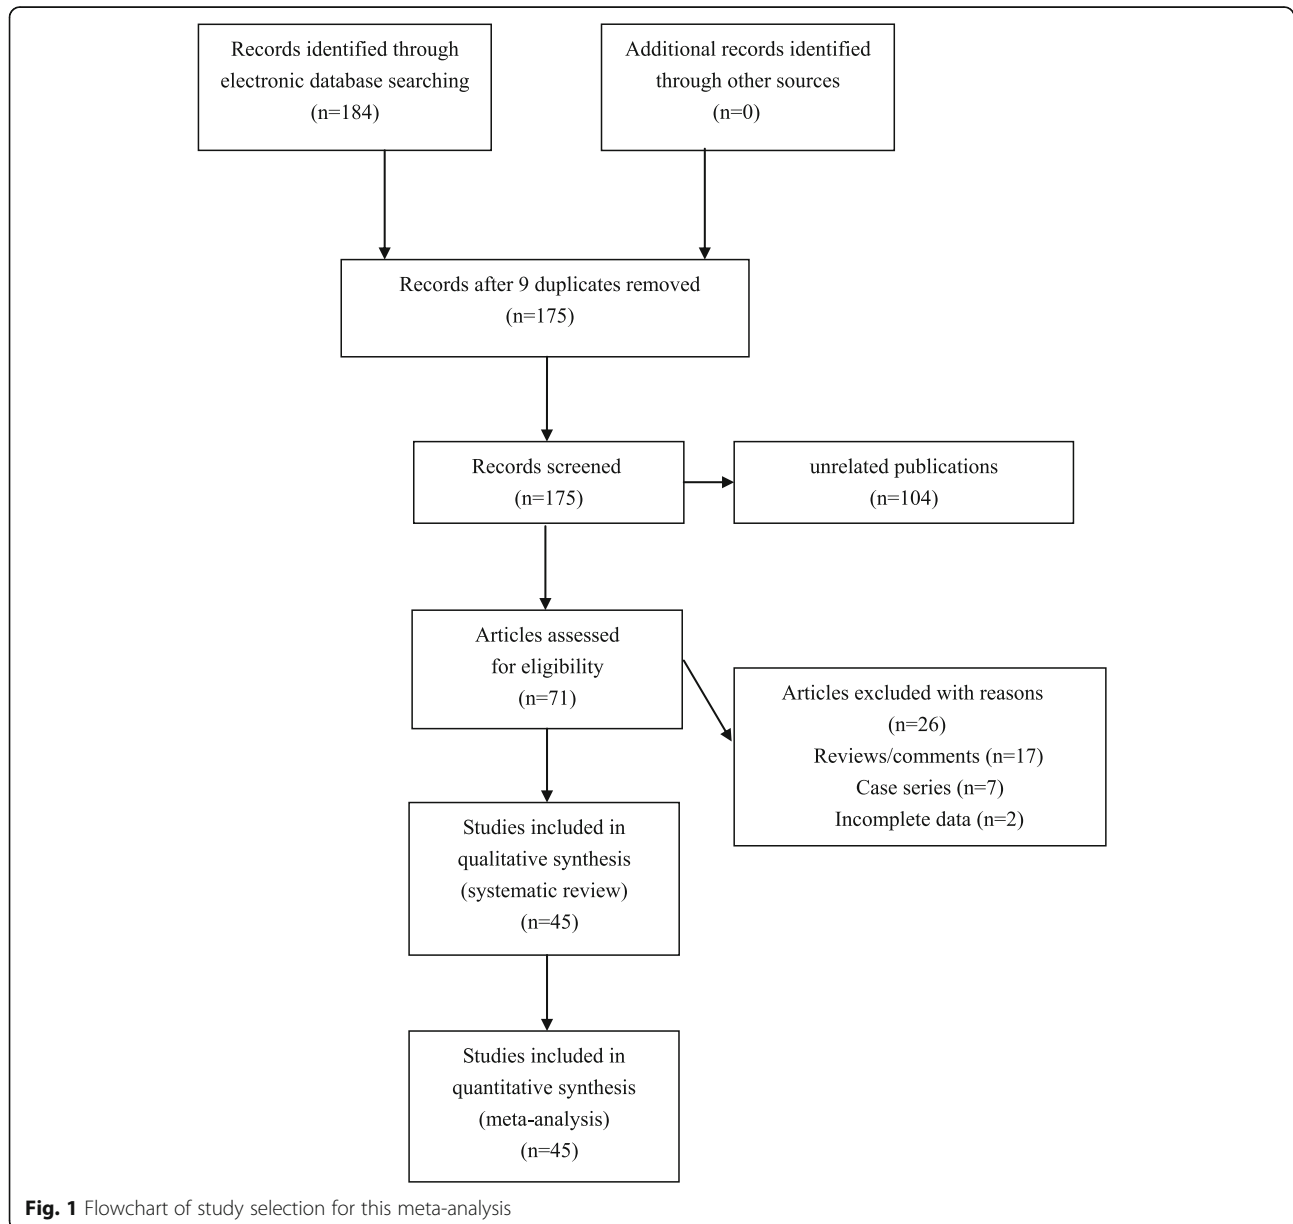 Records identified through
electronic database searching
(n=184)
Additional records identified
through other sources
(n=0)
Records after 9 duplicates removed
(n=175)
Records screened
(n=175)
unrelated publications
(n=104)
Articles assessed
for eligibility
(n=71)
Articles excluded with reasons
(n=26)
Reviews/comments (n=17)
Case series (n=7)
Incomplete data (n=2)
Studies included in
qualitative synthesis
(systematic review)
(n=45)
Studies included in
quantitative synthesis
(meta-analysis)
(n=45)
Fig. 1 Flowchart of study selection for this meta-analysis